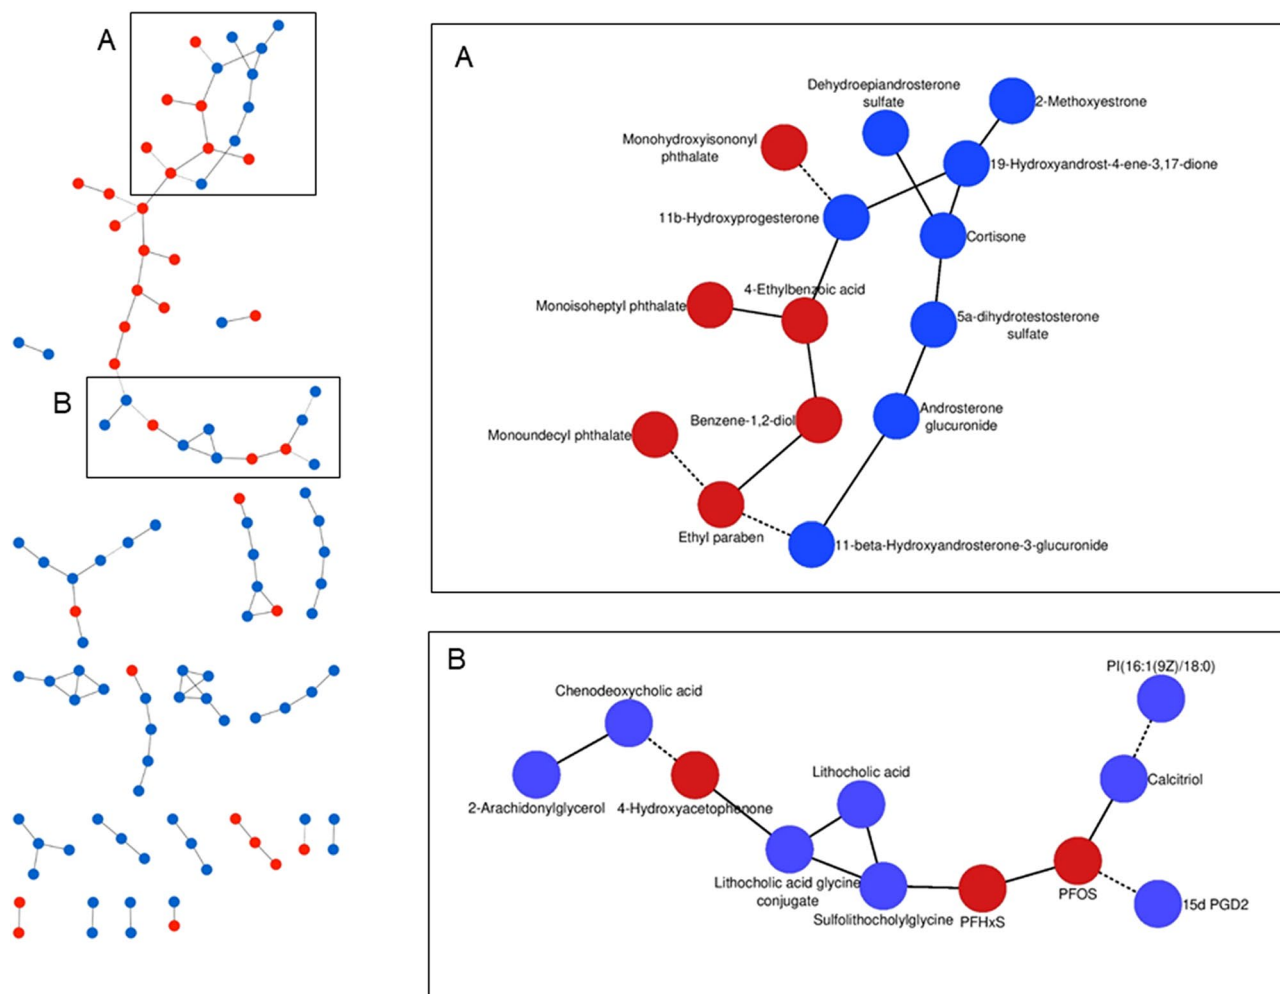 A
B
A
Dehydroepiandrosterone
sulfate
2-Methoxyestrone
Monohydroxyisononyl
phthalate
19-Hydroxyandrost-4-ene-3,17-dione
11b-Hydroxyprogesterone
Cortisone
4-Ethylbenzoic acid
Monoisoheptyl phthalate
5a-dihydrotestosterone
sulfate
Androsterone
glucuronide
Benzene-1,2-diol
Monoundecyl phthalate
Ethyl paraben
11-beta-Hydroxyandrosterone-3-glucuronide
B
PI(16:1(9Z)/18:0)
Chenodeoxycholic acid
Lithocholic acid
Calcitriol
2-Arachidonylglycerol
4-Hydroxyacetophenone
Lithocholic acid glycine
conjugate
Sulfolithocholylglycine
PFHxS
PFOS
15d PGD2